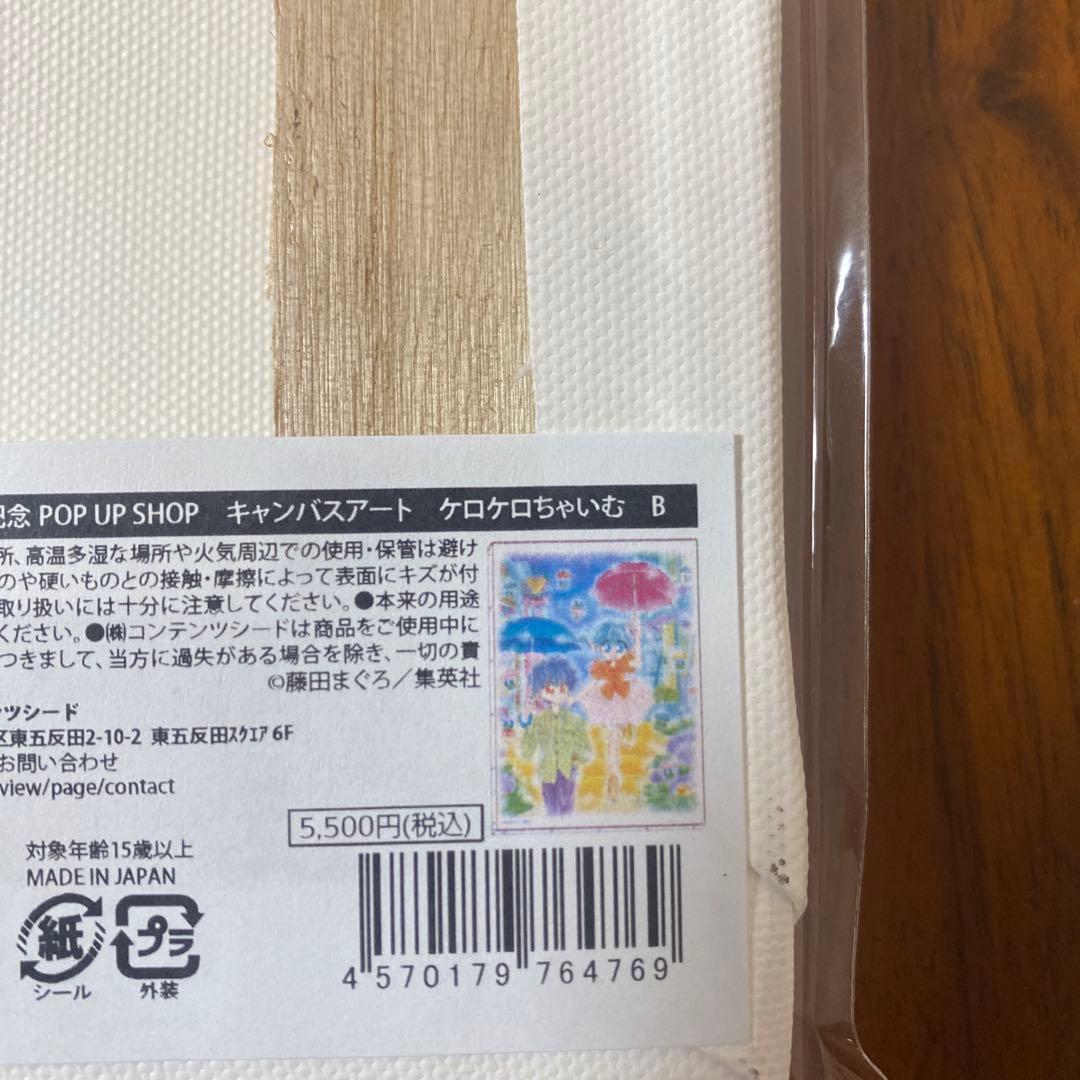 記念 POP UP SHOP　キャンバスアート　ケロケロちゃいむ　B
所、高温多湿な場所や火気周辺での使用・保管は避け
のや硬いものとの接触・摩擦によって表面にキズが付
取り扱いには十分に注意してください。●本来の用途
ください。●㈱コンテンツシードは商品をご使用中に
つきまして、当方に過失がある場合を除き、一切の責
©藤田まぐろ／集英社
ンツシード
区東五反田2-10-2 東五反田ｽｸｴｱ 6F
お問い合わせ
view/page/contact
5,500円(税込)
対象年齢15歳以上
MADE IN JAPAN
紙
プラ
シール
外装
4 570179 764769